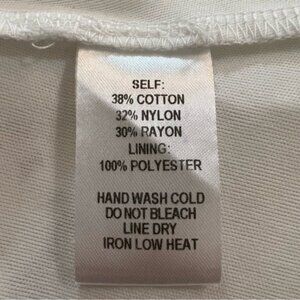 SELF:
38% COTTON
32% NYLON
30% RAYON
LINING:
100% POLYESTER
HAND WASH COLD
DO NOT BLEACH
LINE DRY
IRON LOW HEAT